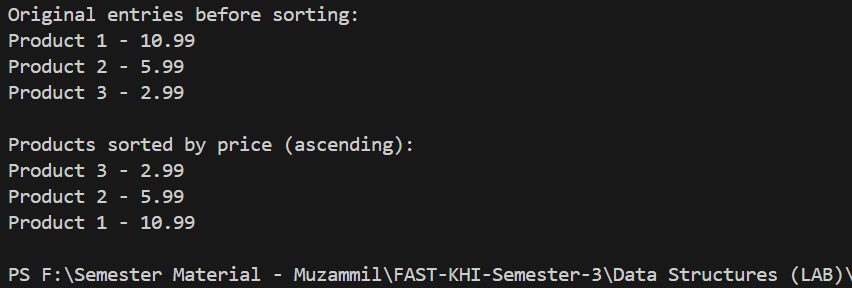 Original entries before sorting:
Product 1 - 10.99
Product 2 - 5.99
Product 3 - 2.99
Products sorted by price (ascending):
Product 3 - 2.99
Product 2 - 5.99
Product 1 - 10.99
PS F:\Semester Material - Muzammil\FAST-KHI-Semester-3\Data Structures (LAB)\